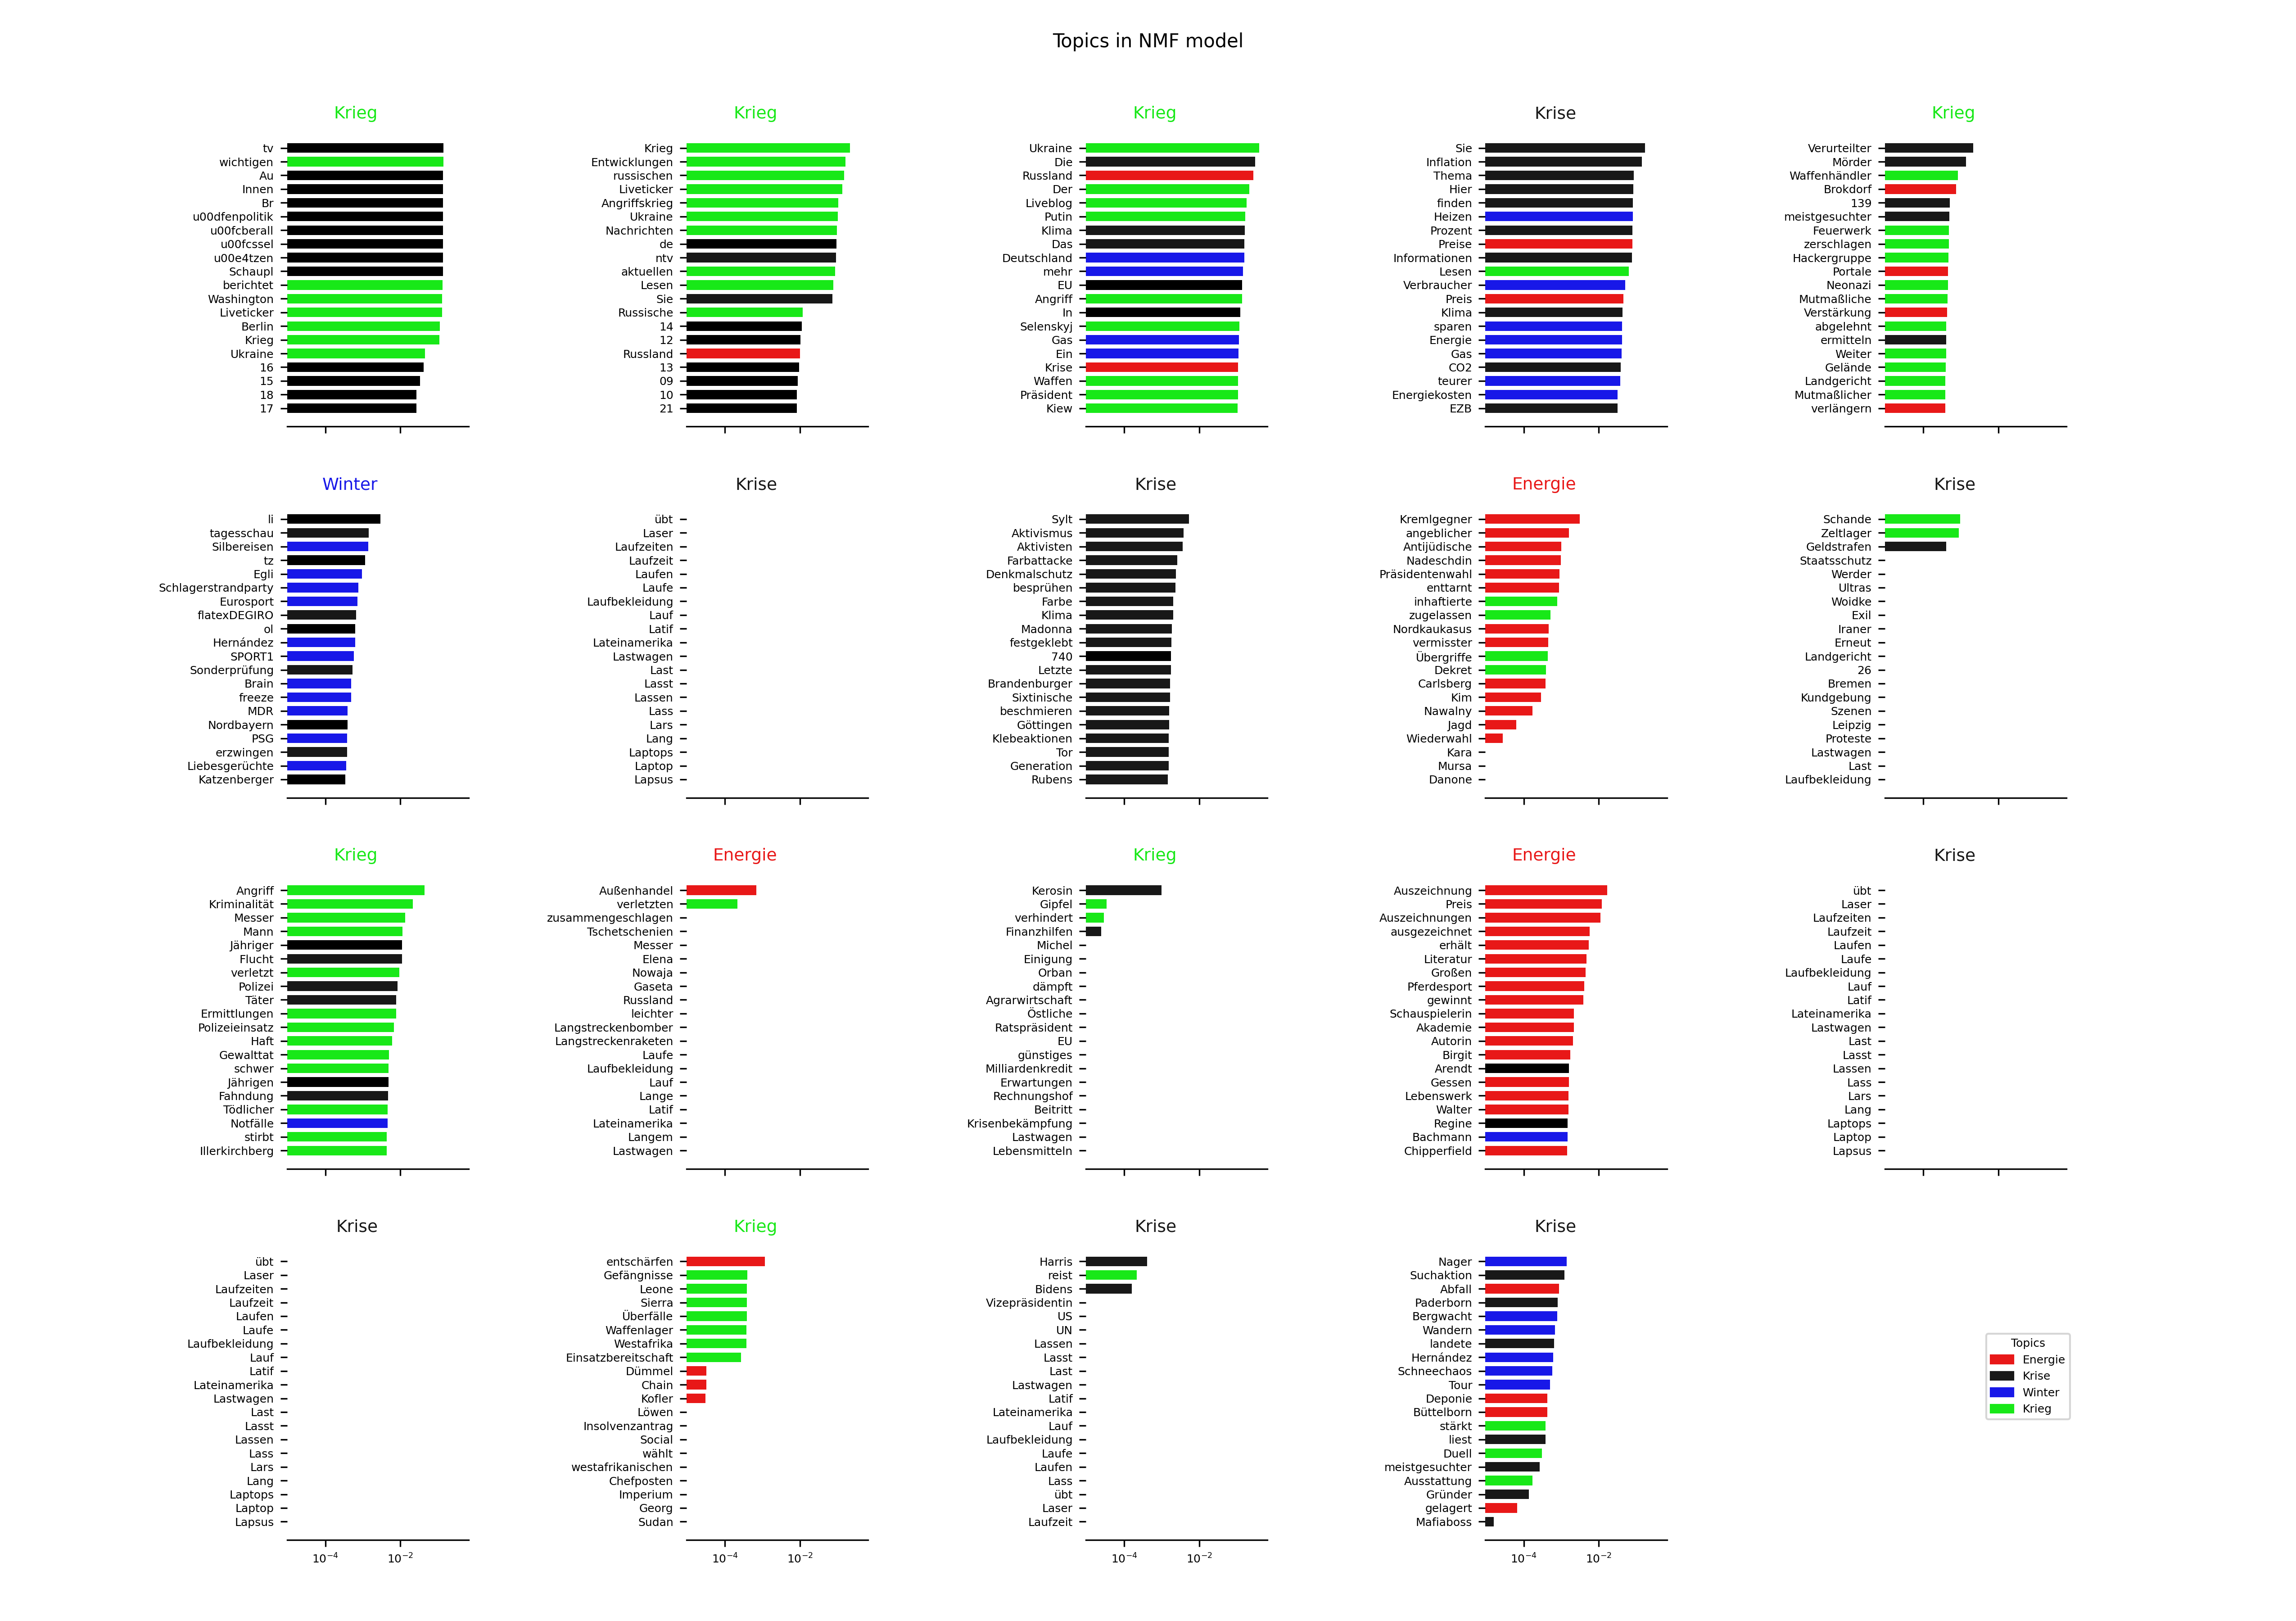 Topics in NMF model
Krieg
tv
wichtigen
Au
Innen
Br
u00dfenpolitik
u00fcberall
u00fcssel
u00e4tzen
Schaupl
berichtet
Washington
Liveticker
Berlin
Krieg
Ukraine
16
15
18
17
Krieg
Krieg
Entwicklungen
russischen
Liveticker
Angriffskrieg
Ukraine
Nachrichten
de
ntv
aktuellen
Lesen
Sie
Russische
14
12
Russland
13
09
10
21
Krieg
Ukraine
Die
Russland
Der
Liveblog
Putin
Klima
Das
Deutschland
mehr
EU
Angriff
In
Selenskyj
Gas
Ein
Krise
Waffen
Präsident
Kiew
Krise
Sie
Inflation
Thema
Hier
finden
Heizen
Prozent
Preise
Informationen
Lesen
Verbraucher
Preis
Klima
sparen
Energie
Gas
CO2
teurer
Energiekosten
EZB
Krieg
Verurteilter
Mörder
Waffenhändler
Brokdorf
139
meistgesuchter
Feuerwerk
zerschlagen
Hackergruppe
Portale
Neonazi
Mutmaßliche
Verstärkung
abgelehnt
ermitteln
Weiter
Gelände
Landgericht
Mutmaßlicher
verlängern
Winter
li
tagesschau
Silbereisen
tz
Egli
Schlagerstrandparty
Eurosport
flatexDEGIRO
ol
Hernández
SPORT1
Sonderprüfung
Brain
freeze
MDR
Nordbayern
PSG
erzwingen
Liebesgerüchte
Katzenberger
Krise
übt
Laser
Laufzeiten
Laufzeit
Laufen
Laufe
Laufbekleidung
Lauf
Latif
Lateinamerika
Lastwagen
Last
Lasst
Lassen
Lass
Lars
Lang
Laptops
Laptop
Lapsus
Krise
Sylt
Aktivismus
Aktivisten
Farbattacke
Denkmalschutz
besprühen
Farbe
Klima
Madonna
festgeklebt
740
Letzte
Brandenburger
Sixtinische
beschmieren
Göttingen
Klebeaktionen
Tor
Generation
Rubens
Energie
Kremlgegner
angeblicher
Antijüdische
Nadeschdin
Präsidentenwahl
enttarnt
inhaftierte
zugelassen
Nordkaukasus
vermisster
Übergriffe
Dekret
Carlsberg
Kim
Nawalny
Jagd
Wiederwahl
Kara
Mursa
Danone
Krise
Schande
Zeltlager
Geldstrafen
Staatsschutz
Werder
Ultras
Woidke
Exil
Iraner
Erneut
Landgericht
26
Bremen
Kundgebung
Szenen
Leipzig
Proteste
Lastwagen
Last
Laufbekleidung
Krieg
Angriff
Kriminalität
Messer
Mann
Jähriger
Flucht
verletzt
Polizei
Täter
Ermittlungen
Polizeieinsatz
Haft
Gewalttat
schwer
Jährigen
Fahndung
Tödlicher
Notfälle
stirbt
Illerkirchberg
Energie
Außenhandel
verletzten
zusammengeschlagen
Tschetschenien
Messer
Elena
Nowaja
Gaseta
Russland
leichter
Langstreckenbomber
Langstreckenraketen
Laufe
Laufbekleidung
Lauf
Lange
Latif
Lateinamerika
Langem
Lastwagen
Krieg
Kerosin
Gipfel
verhindert
Finanzhilfen
Michel
Einigung
Orban
dämpft
Agrarwirtschaft
Östliche
Ratspräsident
EU
günstiges
Milliardenkredit
Erwartungen
Rechnungshof
Beitritt
Krisenbekämpfung
Lastwagen
Lebensmitteln
Energie
Auszeichnung
Preis
Auszeichnungen
ausgezeichnet
erhält
Literatur
Großen
Pferdesport
gewinnt
Schauspielerin
Akademie
Autorin
Birgit
Arendt
Gessen
Lebenswerk
Walter
Regine
Bachmann
Chipperfield
Krise
übt
Laser
Laufzeiten
Laufzeit
Laufen
Laufe
Laufbekleidung
Lauf
Latif
Lateinamerika
Lastwagen
Last
Lasst
Lassen
Lass
Lars
Lang
Laptops
Laptop
Lapsus
Krise
übt
Laser
Laufzeiten
Laufzeit
Laufen
Laufe
Laufbekleidung
Lauf
Latif
Lateinamerika
Lastwagen
Last
Lasst
Lassen
Lass
Lars
Lang
Laptops
Laptop
Lapsus
10⁻⁴ 10⁻²
Krieg
entschärfen
Gefängnisse
Leone
Sierra
Überfälle
Waffenlager
Westafrika
Einsatzbereitschaft
Dümmel
Chain
Kofler
Löwen
Insolvenzantrag
Social
wählt
westafrikanischen
Chefposten
Imperium
Georg
Sudan
10⁻⁴ 10⁻²
Krise
Harris
reist
Bidens
Vizepräsidentin
US
UN
Lassen
Lasst
Last
Lastwagen
Latif
Lateinamerika
Lauf
Laufbekleidung
Laufe
Laufen
Lass
übt
Laser
Laufzeit
10⁻⁴ 10⁻²
Krise
Nager
Suchaktion
Abfall
Paderborn
Bergwacht
Wandern
landete
Hernández
Schneechaos
Tour
Deponie
Büttelborn
stärkt
liest
Duell
meistgesuchter
Ausstattung
Gründer
gelagert
Mafiaboss
10⁻⁴ 10⁻²
Topics
Energie
Krise
Winter
Krieg